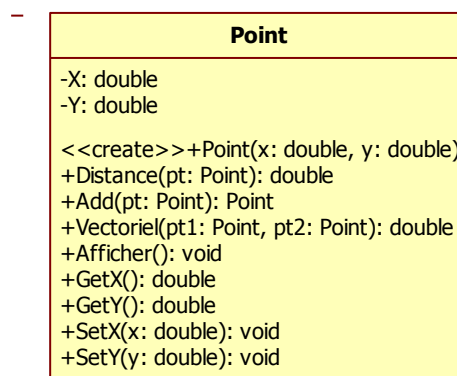 Point
-X: double
-Y: double
<<create>>+Point(x: double, y: double)
+Distance(pt: Point): double
+Add(pt: Point): Point
+Vectoriel(pt1: Point, pt2: Point): double
+Afficher(): void
+GetX(): double
+GetY(): double
+SetX(x: double): void
+SetY(y: double): void